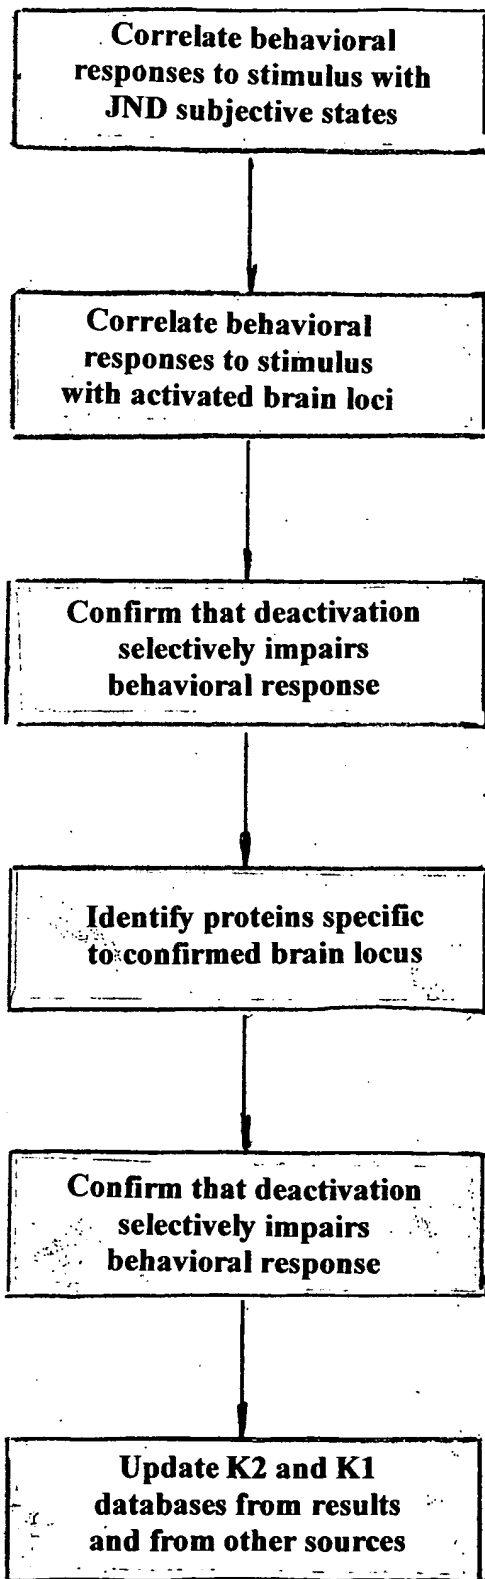 Correlate behavioral
responses to stimulus with
JND subjective states
Correlate behavioral
responses to stimulus
with activated brain loci
Confirm that deactivation
selectively impairs
behavioral response
Identify proteins specific
to confirmed brain locus
Confirm that deactivation
selectively impairs
behavioral response
Update K2 and K1
databases from results
and from other sources